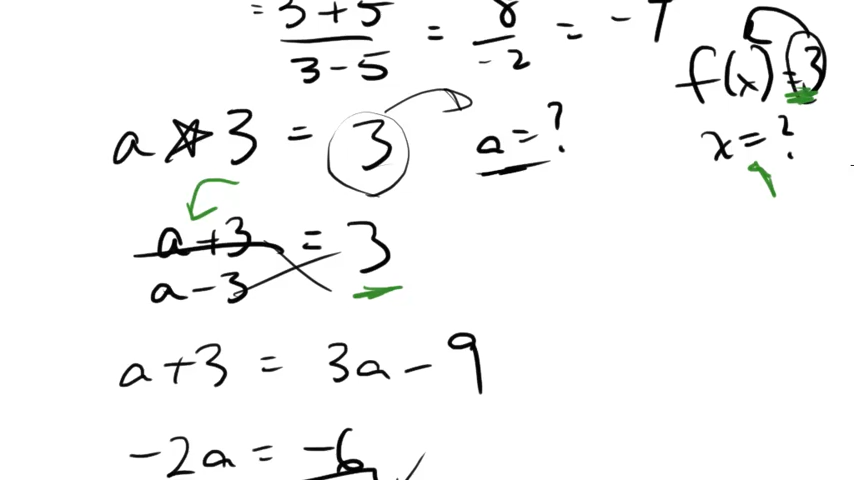 = 3+5/3-5 = 8/-2 = -4
f(x) = 3
a ☆ 3 = 3 a = ?
x = ?
a+3/a-3 = 3
a+3 = 3a - 9
-2a = -6